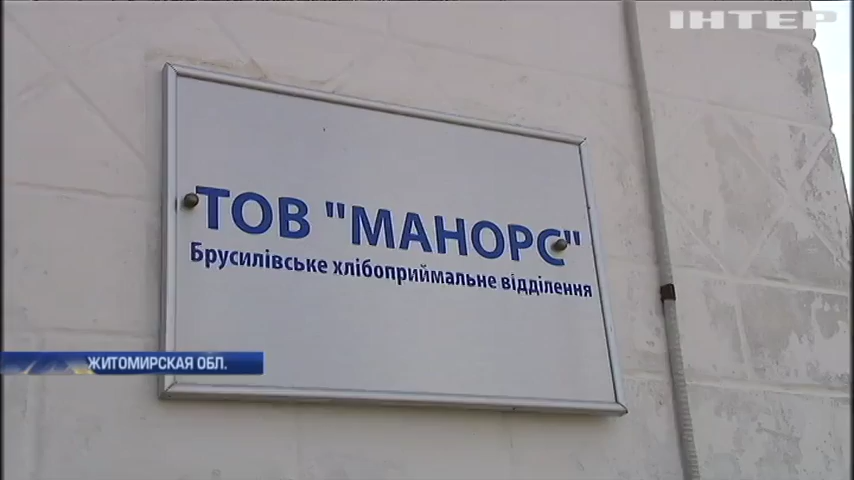 ІНТЕР
ТОВ "МАНОРС"
Брусилівське хлібоприймальне відділення
ЖИТОМИРСКАЯ ОБЛ.